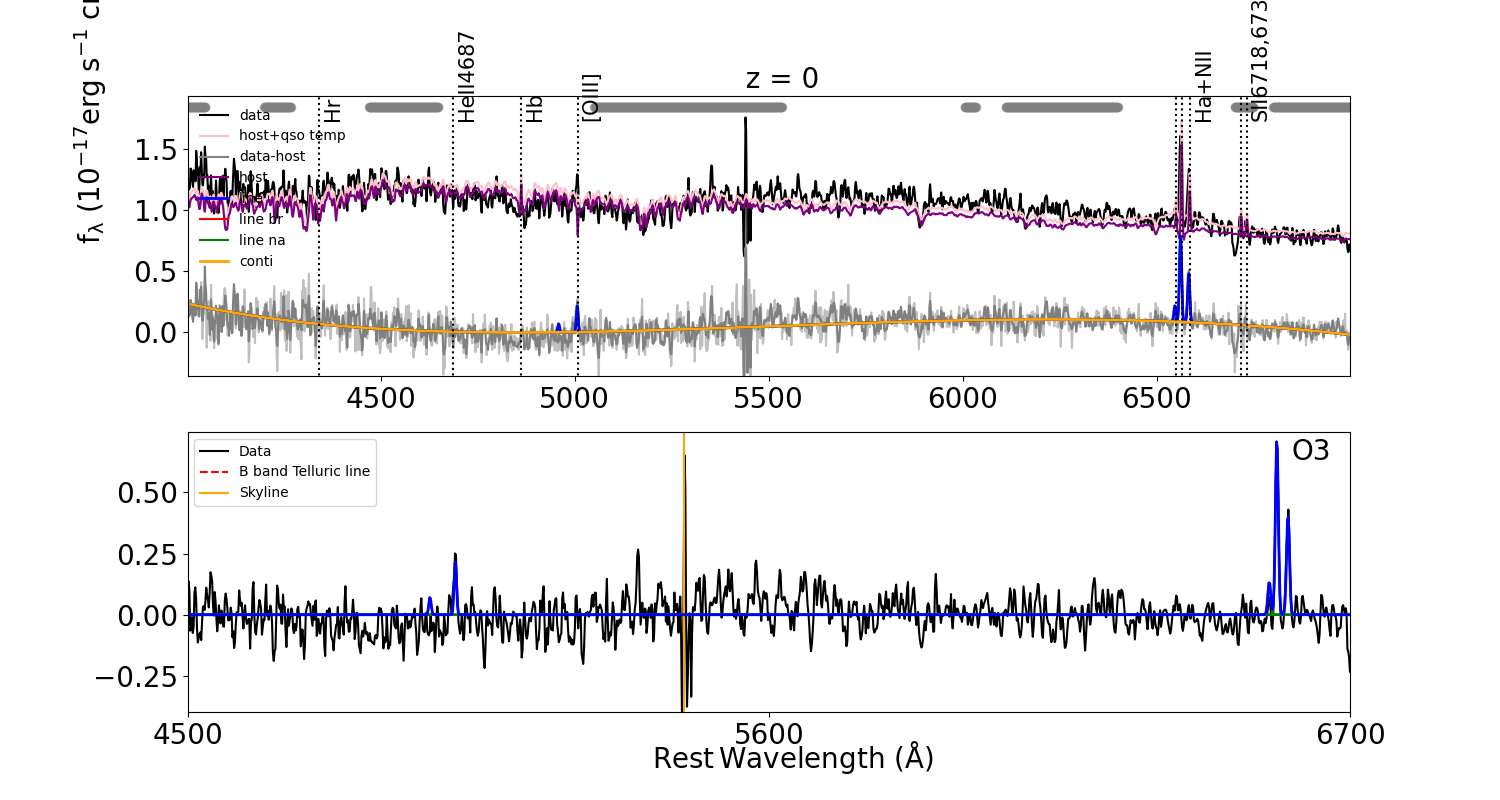 z = 0
f_λ (10^−17 erg s^−1 c
Hr
HeII4687
Hb
[OIII]
Ha+NII
SII6718,673
data
host+qso temp
data-host
host
line br
line na
conti
1.5
1.0
0.5
0.0
4500 5000 5500 6000 6500
Data
B band Telluric line
Skyline
O3
0.50
0.25
0.00
−0.25
4500 5600 6700
Rest Wavelength (Å)